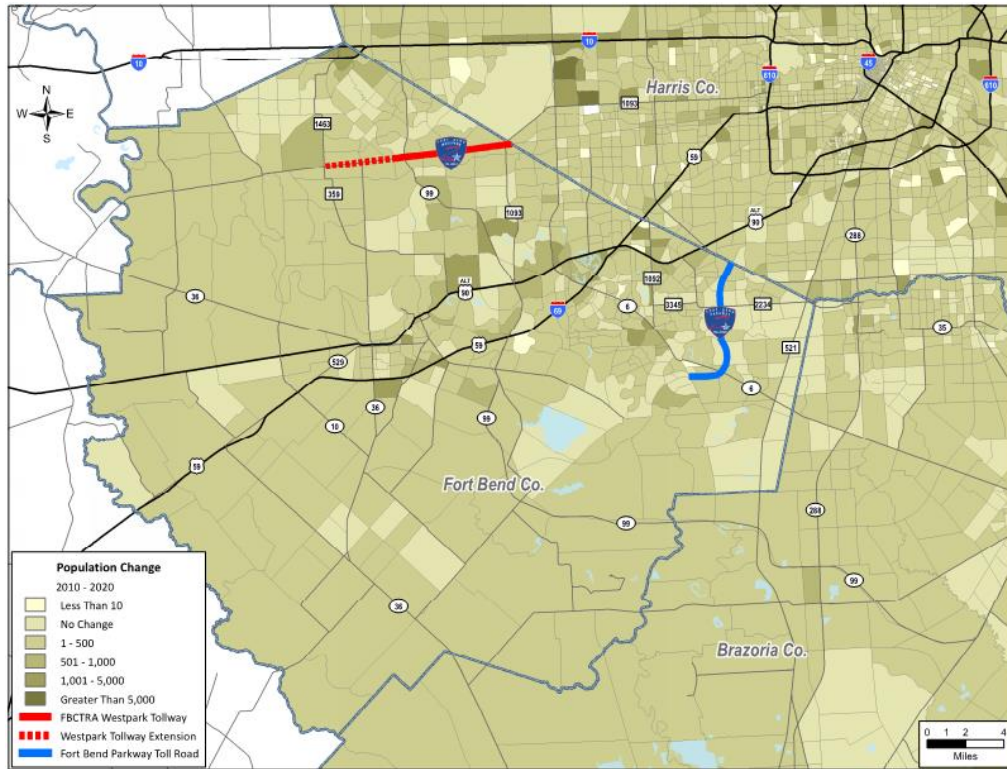 10
10
45
610
610
Harris Co.
1093
N
W E
S
1463
59
359
99
1093
ALT
90
288
1092
ALT
90
36
6
3345
2234
69
35
59
529
521
6
36
10
99
59
Fort Bend Co.
99
288
99
36
Brazoria Co.
Population Change
2010 - 2020
Less Than 10
No Change
1 - 500
501 - 1,000
1,001 - 5,000
Greater Than 5,000
FBCTRA Westpark Tollway
Westpark Tollway Extension
Fort Bend Parkway Toll Road
0 1 2 4
Miles